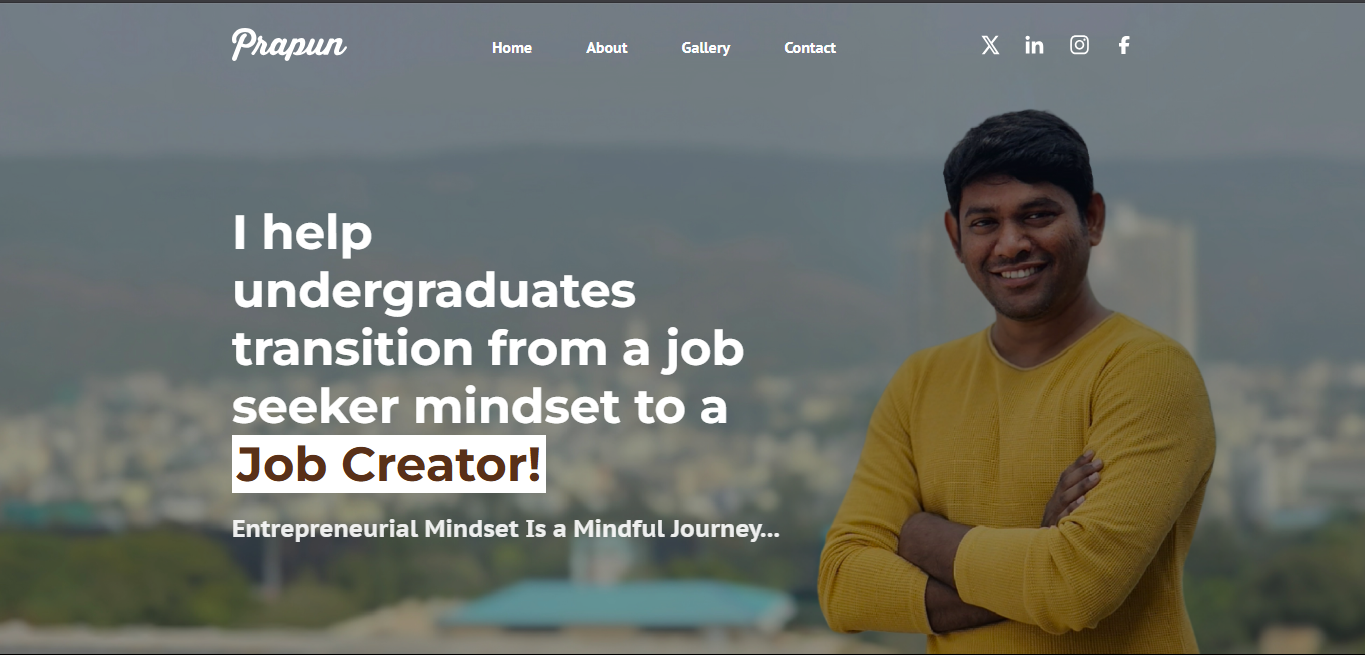 Prapun
Home About Gallery Contact
I help
undergraduates
transition from a job
seeker mindset to a
Job Creator!
Entrepreneurial Mindset Is a Mindful Journey...